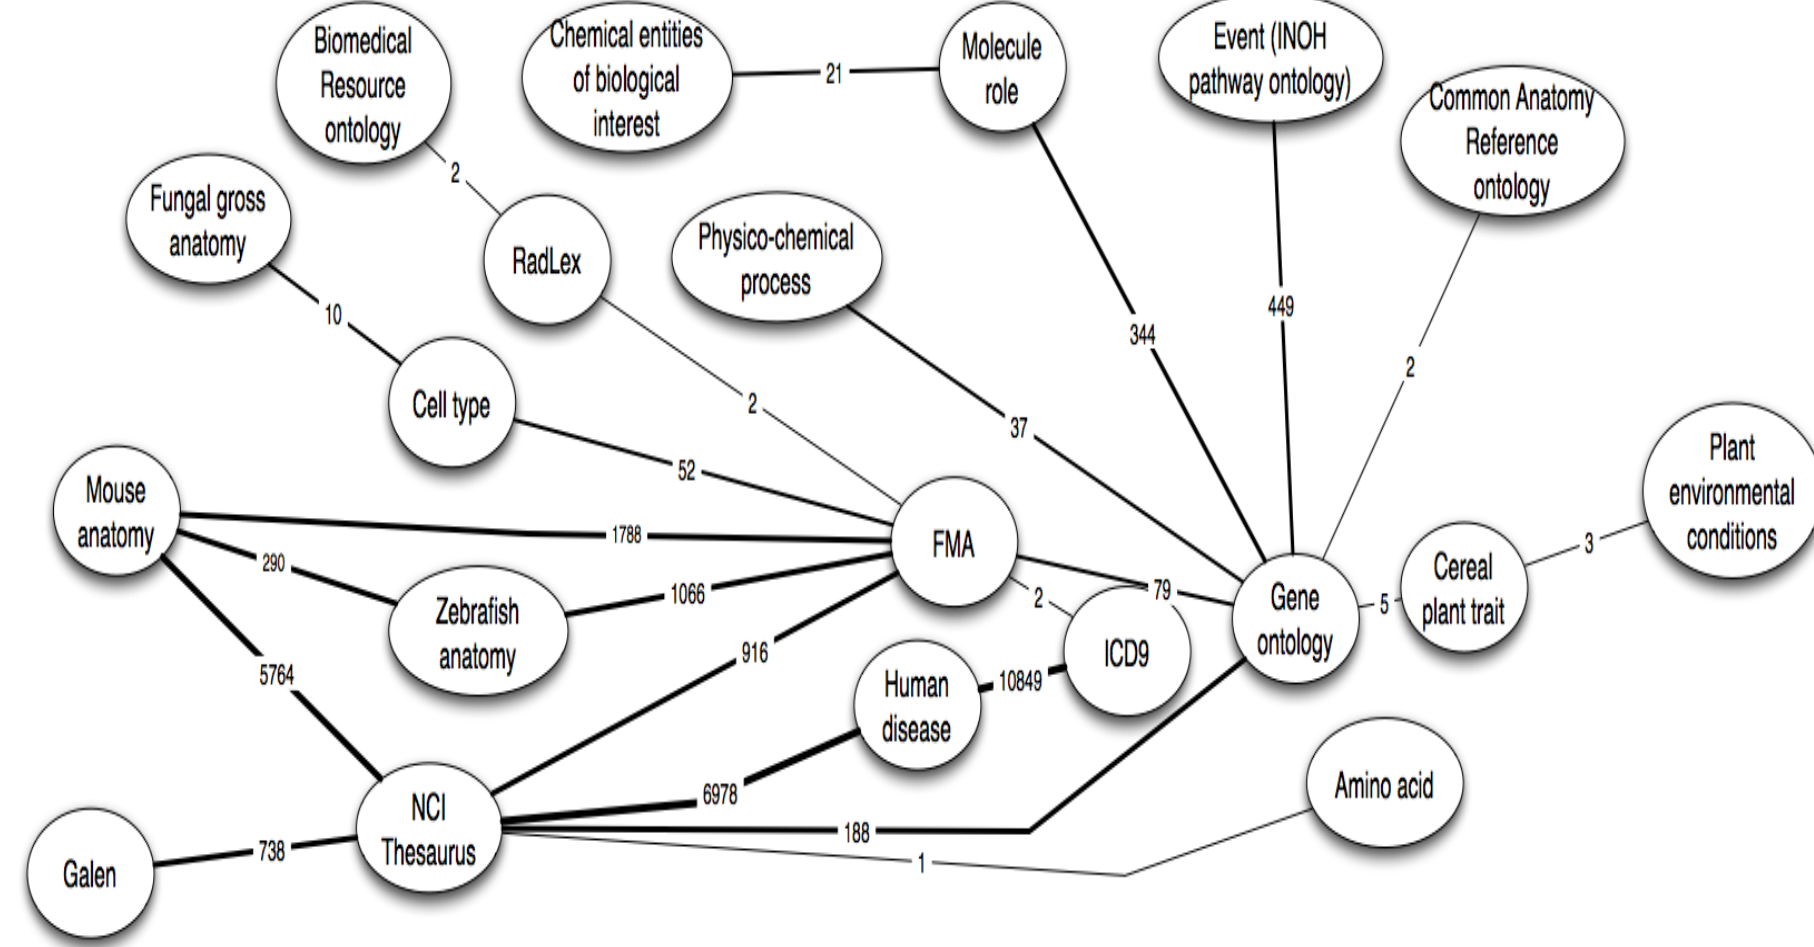 Biomedical
Resource
ontology
Chemical entities
of biological
interest
21
Molecule
role
Event (INOH
pathway ontology)
Common Anatomy
Reference
ontology
2
Fungal gross
anatomy
RadLex
Physico-chemical
process
10
449
344
2
Cell type
2
37
52
Plant
environmental
conditions
Mouse
anatomy
1788
FMA
3
290
Cereal
plant trait
Zebrafish
anatomy
1066
2
79
Gene
ontology
5
916
ICD9
5764
Human
disease
10849
6978
Amino acid
NCI
Thesaurus
188
1
738
Galen